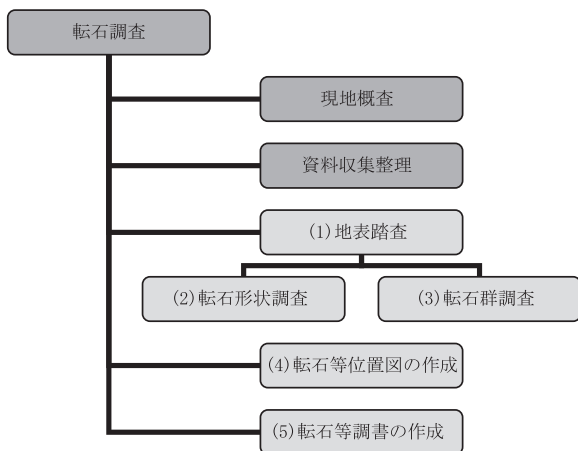 転石調査
現地概査
資料収集整理
(1)地表踏査
(2)転石形状調査
(3)転石群調査
(4)転石等位置図の作成
(5)転石等調書の作成